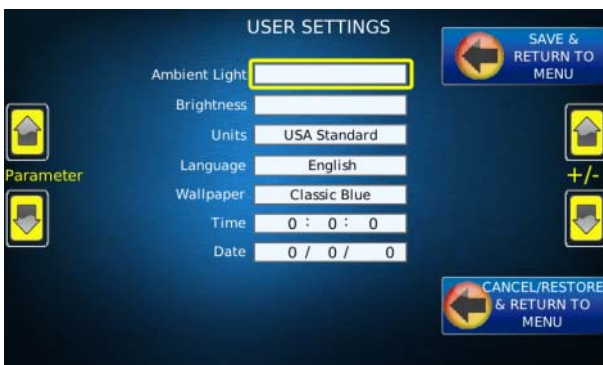 USER SETTINGS
SAVE &
RETURN TO
MENU
Ambient Light
Brightness
Units USA Standard
Parameter
Language English
+/-
Wallpaper Classic Blue
Time 0 : 0 : 0
Date 0 / 0 / 0
CANCEL/RESTORE
& RETURN TO
MENU